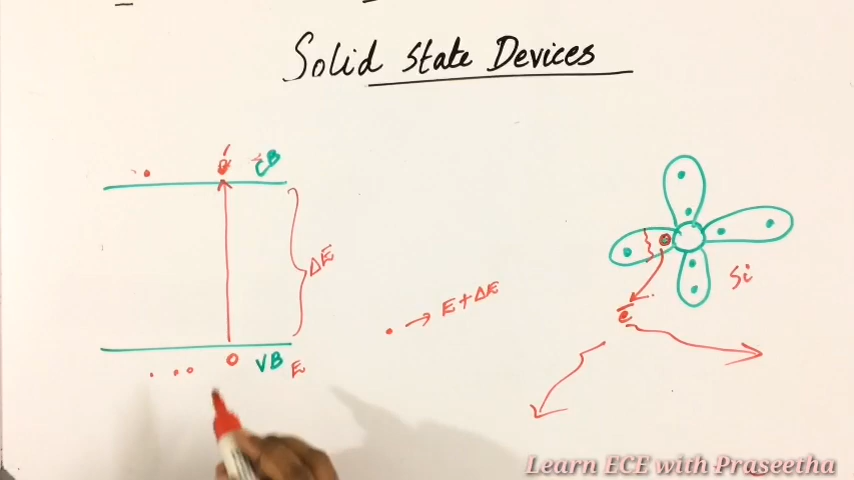 Solid State Devices
CB
ΔE
E+ΔE
Si
e
VB
E
Learn ECE with Praseetha